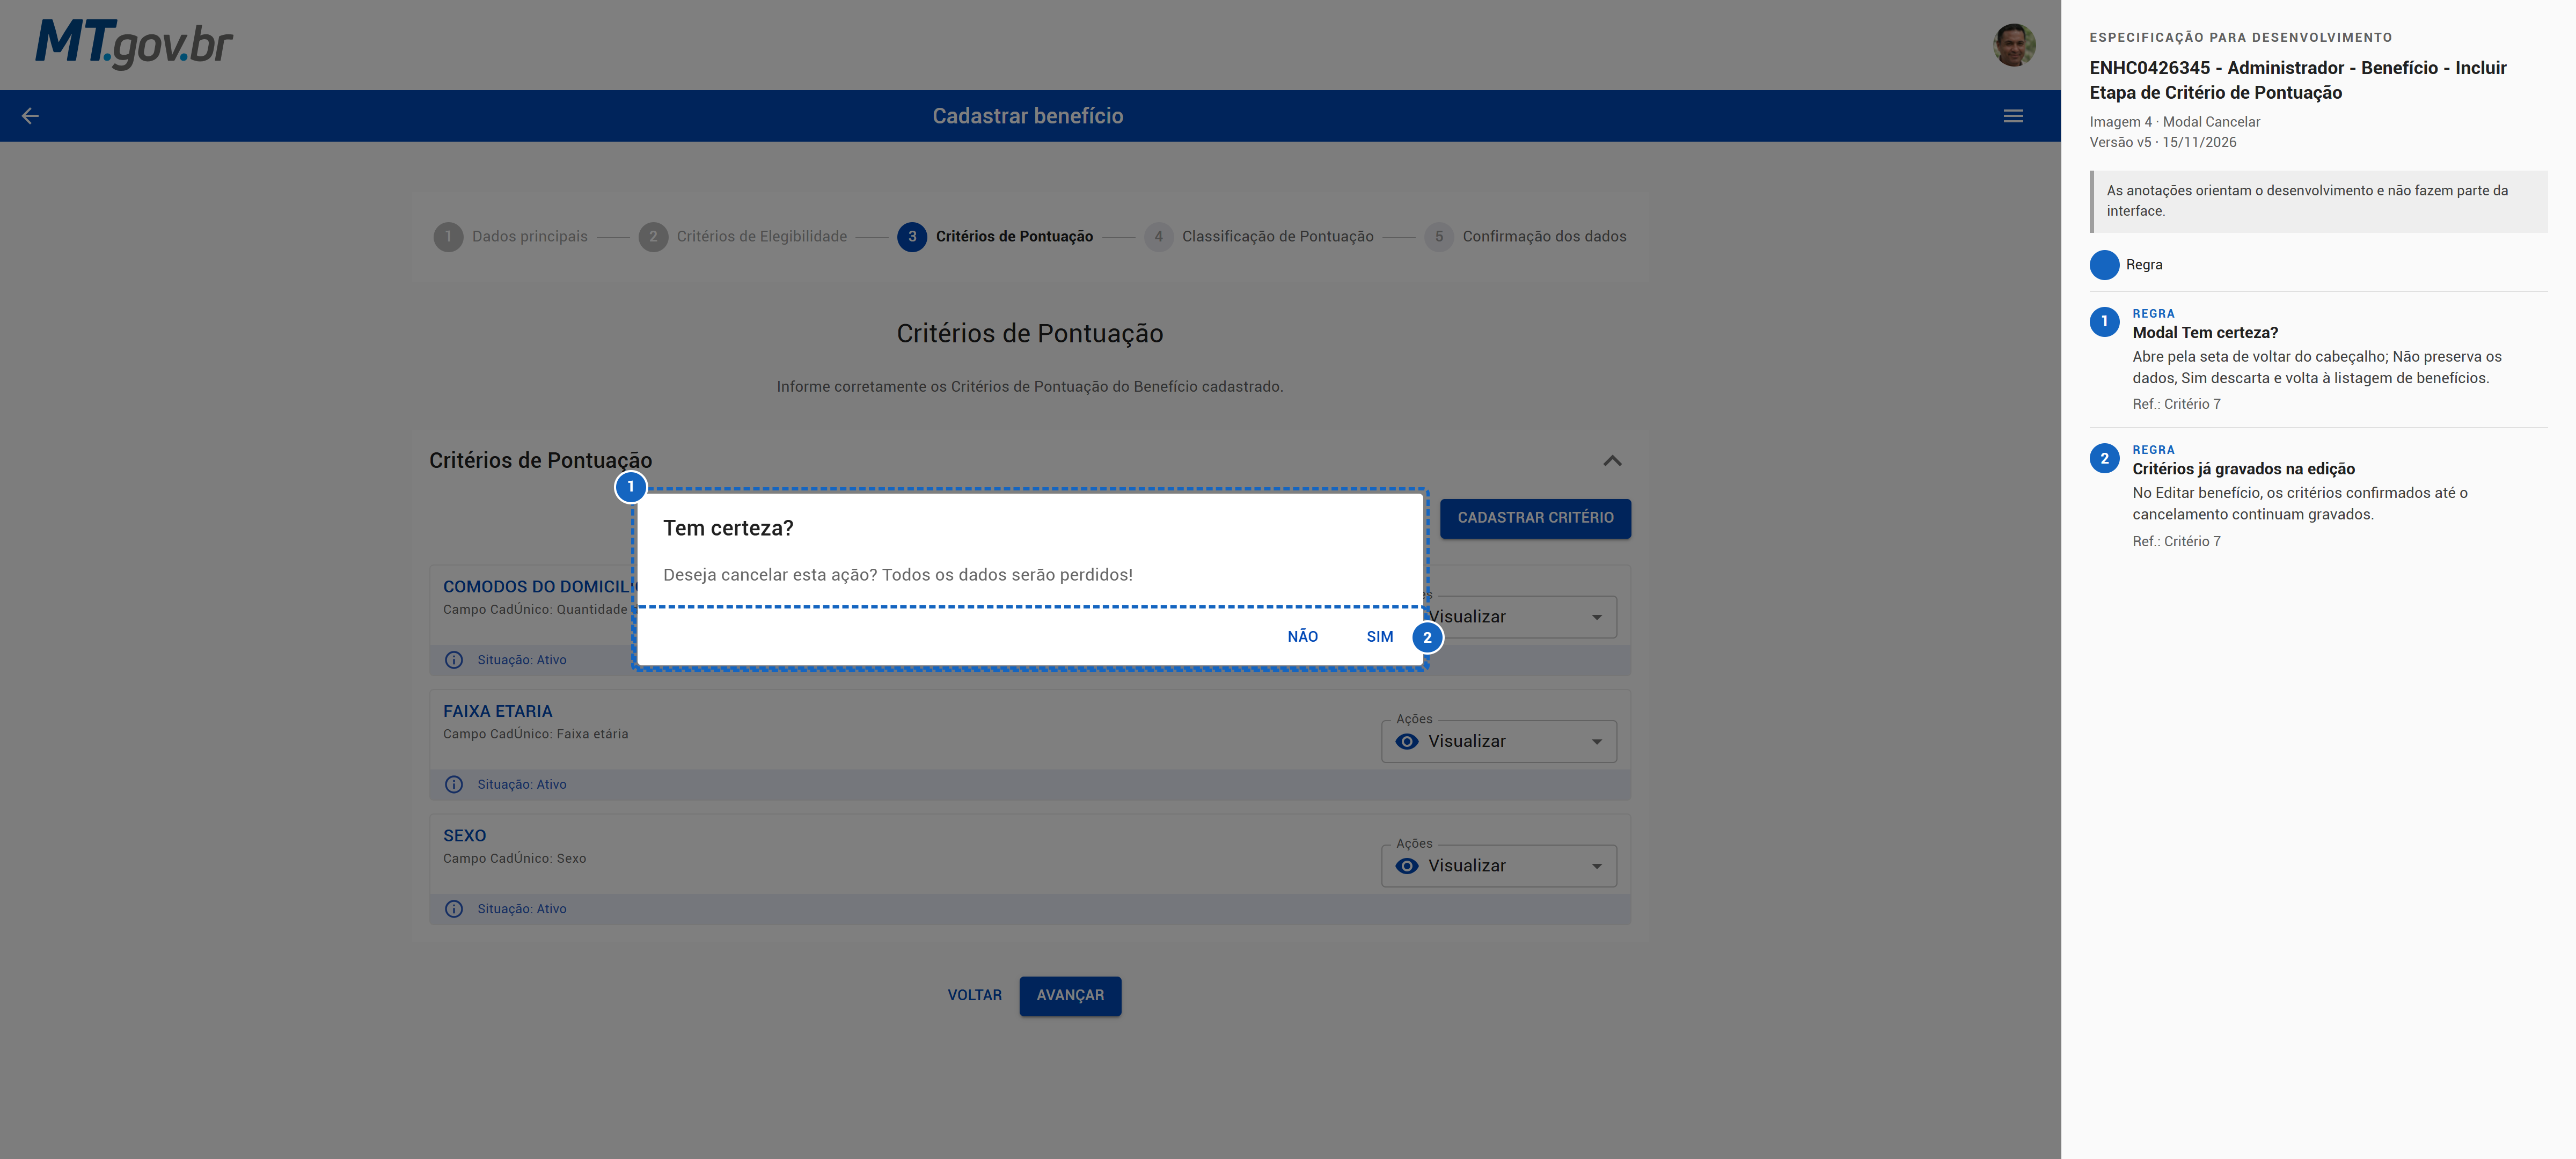 MT.gov.br
Cadastrar benefício
1 Dados principais 2 Critérios de Elegibilidade 3 Critérios de Pontuação 4 Classificação de Pontuação 5 Confirmação dos dados
Critérios de Pontuação
Informe corretamente os Critérios de Pontuação do Benefício cadastrado.
Critérios de Pontuação
CADASTRAR CRITÉRIO
1
Tem certeza?
Deseja cancelar esta ação? Todos os dados serão perdidos!
NÃO SIM 2
COMODOS DO DOMICILI
Campo CadÚnico: Quantidade
Visualizar
Situação: Ativo
FAIXA ETARIA
Campo CadÚnico: Faixa etária
Ações
Visualizar
Situação: Ativo
SEXO
Campo CadÚnico: Sexo
Ações
Visualizar
Situação: Ativo
VOLTAR AVANÇAR
ESPECIFICAÇÃO PARA DESENVOLVIMENTO
ENHC0426345 - Administrador - Benefício - Incluir
Etapa de Critério de Pontuação
Imagem 4 · Modal Cancelar
Versão v5 · 15/11/2026
As anotações orientam o desenvolvimento e não fazem parte da
interface.
Regra
1 REGRA
Modal Tem certeza?
Abre pela seta de voltar do cabeçalho; Não preserva os
dados, Sim descarta e volta à listagem de benefícios.
Ref.: Critério 7
2 REGRA
Critérios já gravados na edição
No Editar benefício, os critérios confirmados até o
cancelamento continuam gravados.
Ref.: Critério 7